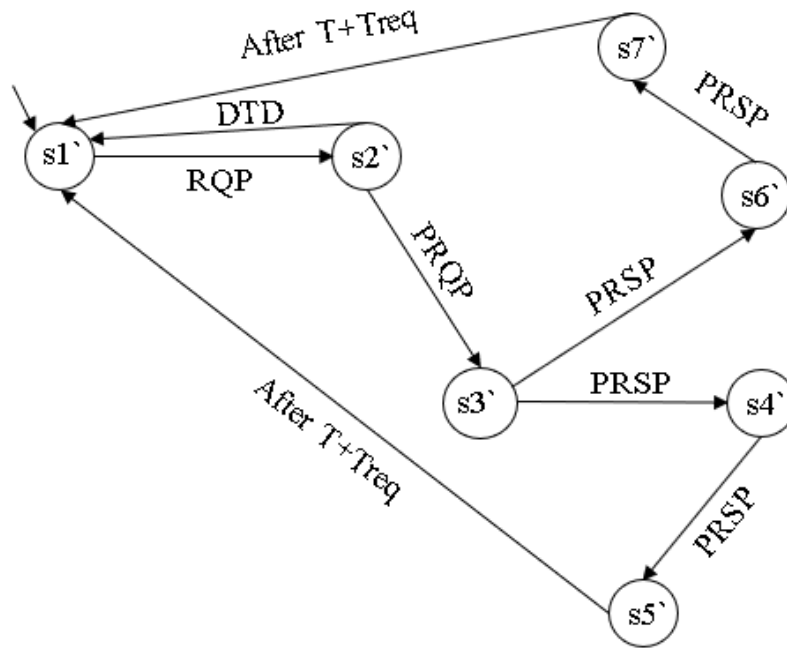 After T+Treq
s7`
PRSP
DTD
s1`
s2`
RQP
s6`
PRQP
PRSP
s3`
PRSP
s4`
After T+Treq
PRSP
s5`